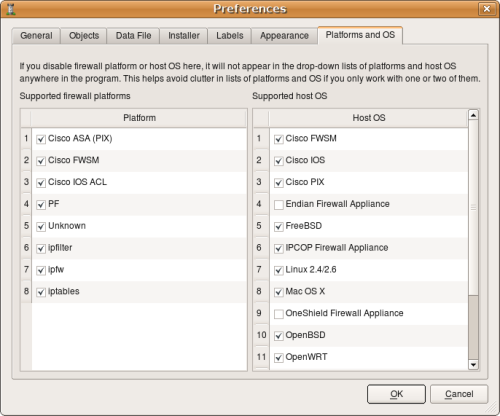 Preferences
General Objects Data File Installer Labels Appearance Platforms and OS
If you disable firewall platform or host OS here, it will not appear in the drop-down lists of platforms and host OS
anywhere in the program. This helps avoid clutter in lists of platforms and OS if you only work with one or two of them.
Supported firewall platforms
Platform
1 Cisco ASA (PIX)
2 Cisco FWSM
3 Cisco IOS ACL
4 PF
5 Unknown
6 ipfilter
7 ipfw
8 iptables
Supported host OS
Host OS
1 Cisco FWSM
2 Cisco IOS
3 Cisco PIX
4 Endian Firewall Appliance
5 FreeBSD
6 IPCOP Firewall Appliance
7 Linux 2.4/2.6
8 Mac OS X
9 OneShield Firewall Appliance
10 OpenBSD
11 OpenWRT
OK Cancel